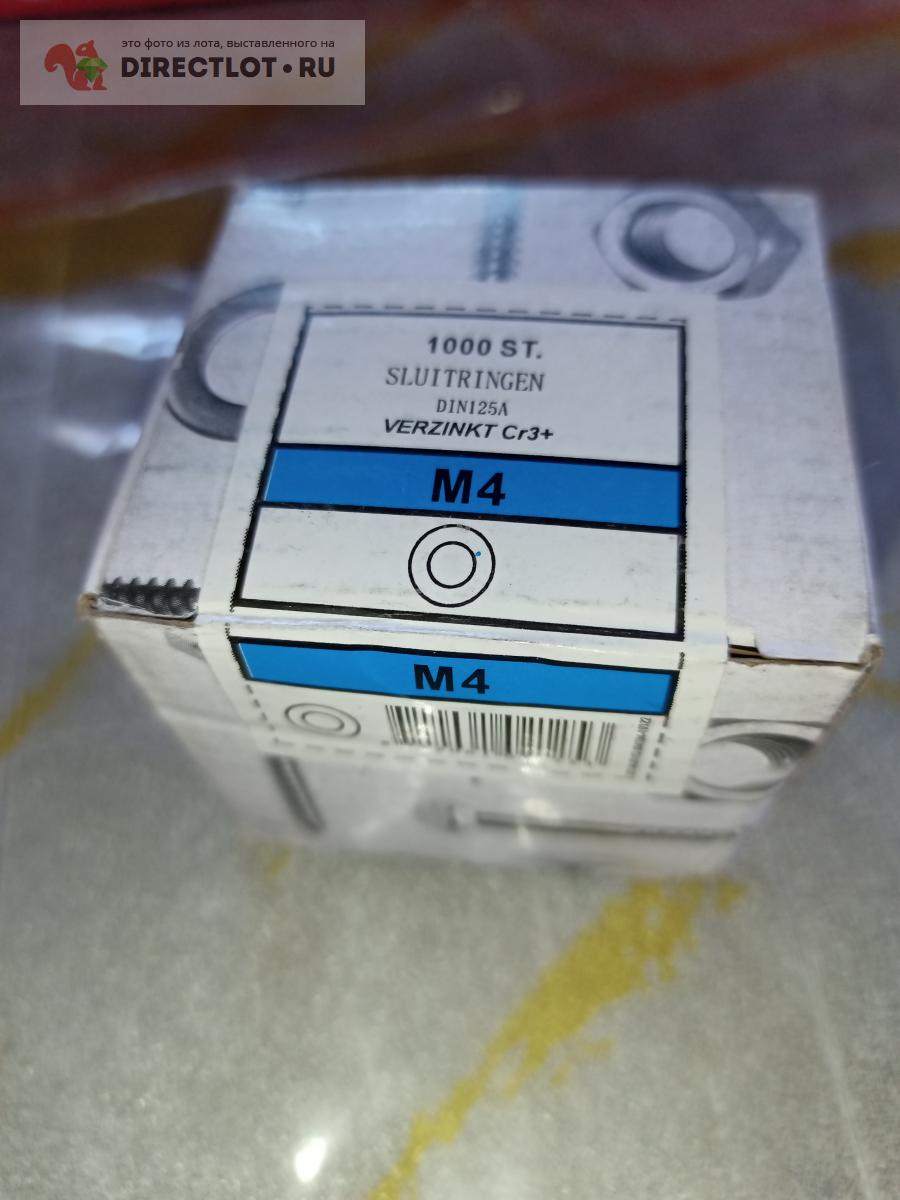 это фото из лота, выставленного на
DIRECTLOT.RU
1000 ST.
SLUITRINGEN
DIN125A
VERZINKT Cr3+
M4
M4